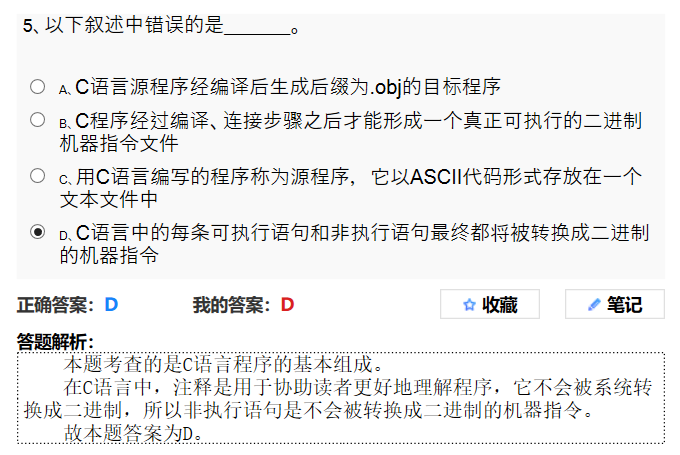 5、以下叙述中错误的是______。
A、C语言源程序经编译后生成后缀为.obj的目标程序
B、C程序经过编译、连接步骤之后才能形成一个真正可执行的二进制
机器指令文件
C、用C语言编写的程序称为源程序，它以ASCII代码形式存放在一个
文本文件中
D、C语言中的每条可执行语句和非执行语句最终都将被转换成二进制
的机器指令
正确答案：D 我的答案：D 收藏 笔记
答题解析：
本题考查的是C语言程序的基本组成。
在C语言中，注释是用于协助读者更好地理解程序，它不会被系统转
换成二进制，所以非执行语句是不会被转换成二进制的机器指令。
故本题答案为D。